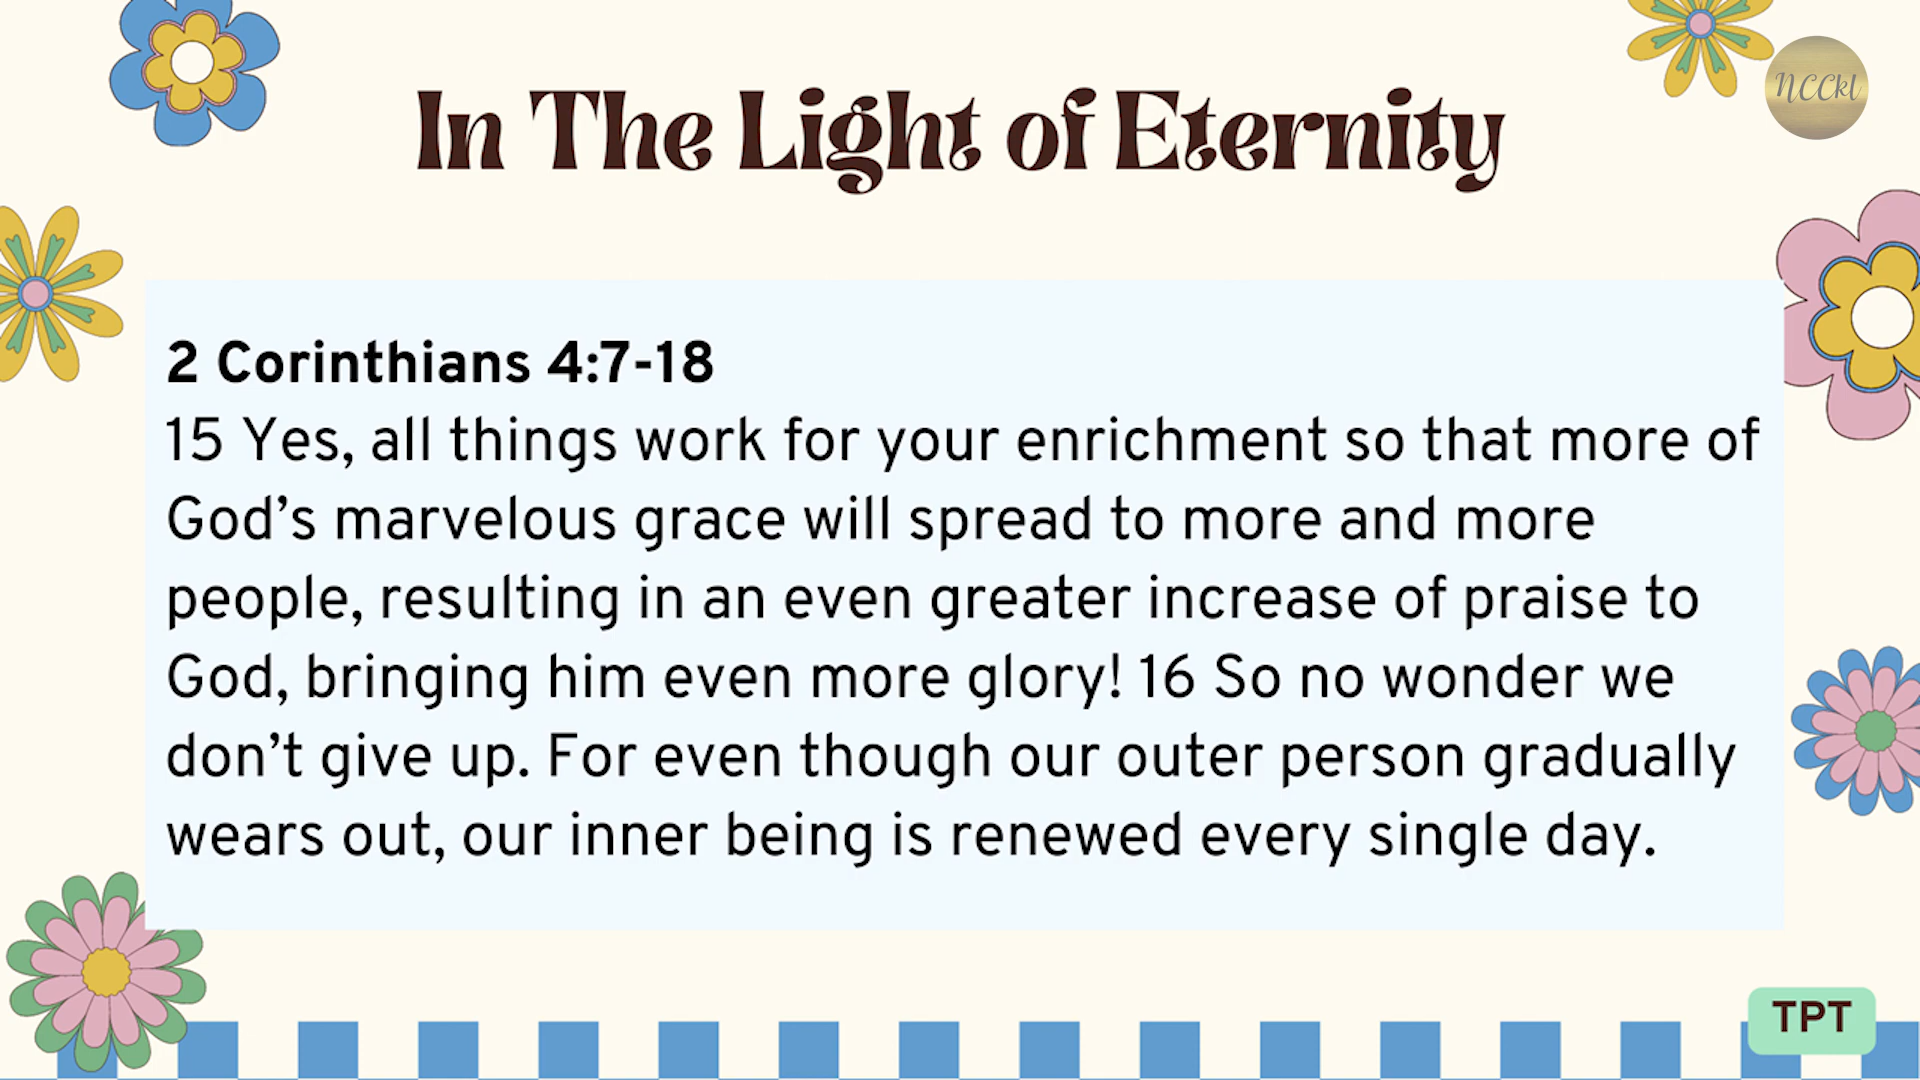 NCCkl
In The Light of Eternity
2 Corinthians 4:7-18
15 Yes, all things work for your enrichment so that more of
God’s marvelous grace will spread to more and more
people, resulting in an even greater increase of praise to
God, bringing him even more glory! 16 So no wonder we
don’t give up. For even though our outer person gradually
wears out, our inner being is renewed every single day.
TPT